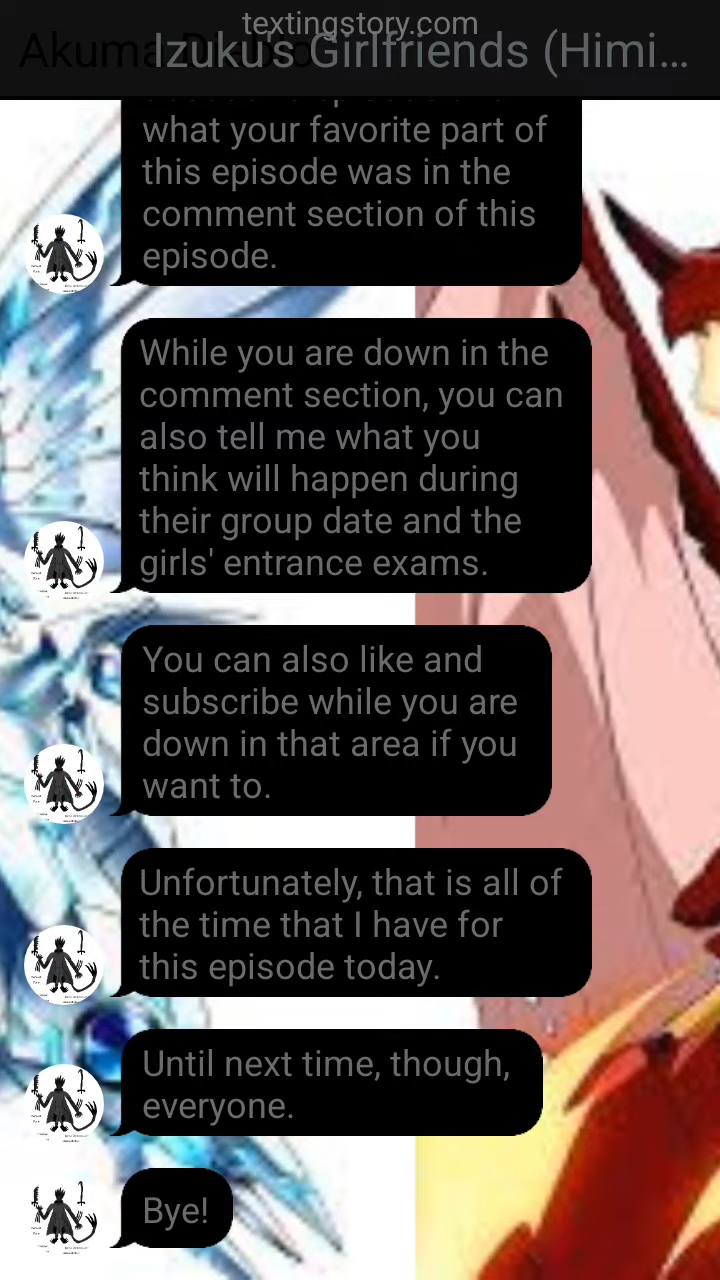 textingstory.com
Akuma
Izuku's Girlfriends (Himi...
what your favorite part of
this episode was in the
comment section of this
episode.
While you are down in the
comment section, you can
also tell me what you
think will happen during
their group date and the
girls' entrance exams.
You can also like and
subscribe while you are
down in that area if you
want to.
Unfortunately, that is all of
the time that I have for
this episode today.
Until next time, though,
everyone.
Bye!